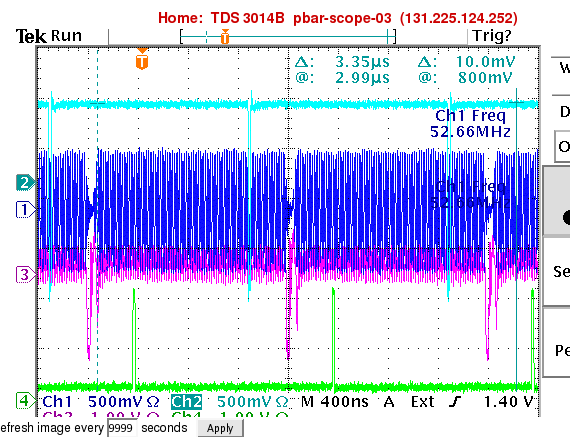 Home: TDS 3014B pbar-scope-03 (131.225.124.252)
Tek Run Trig?
T
T
Δ: 3.35µs Δ: 10.0mV
@: 2.99µs @: 800mV
Ch1 Freq
52.66MHz
2
1
3
4
Se
Pe
Ch1 500mV Ω Ch2 500mV Ω M 400ns A Ext ƒ 1.40 V
efresh image every 9999 seconds Apply